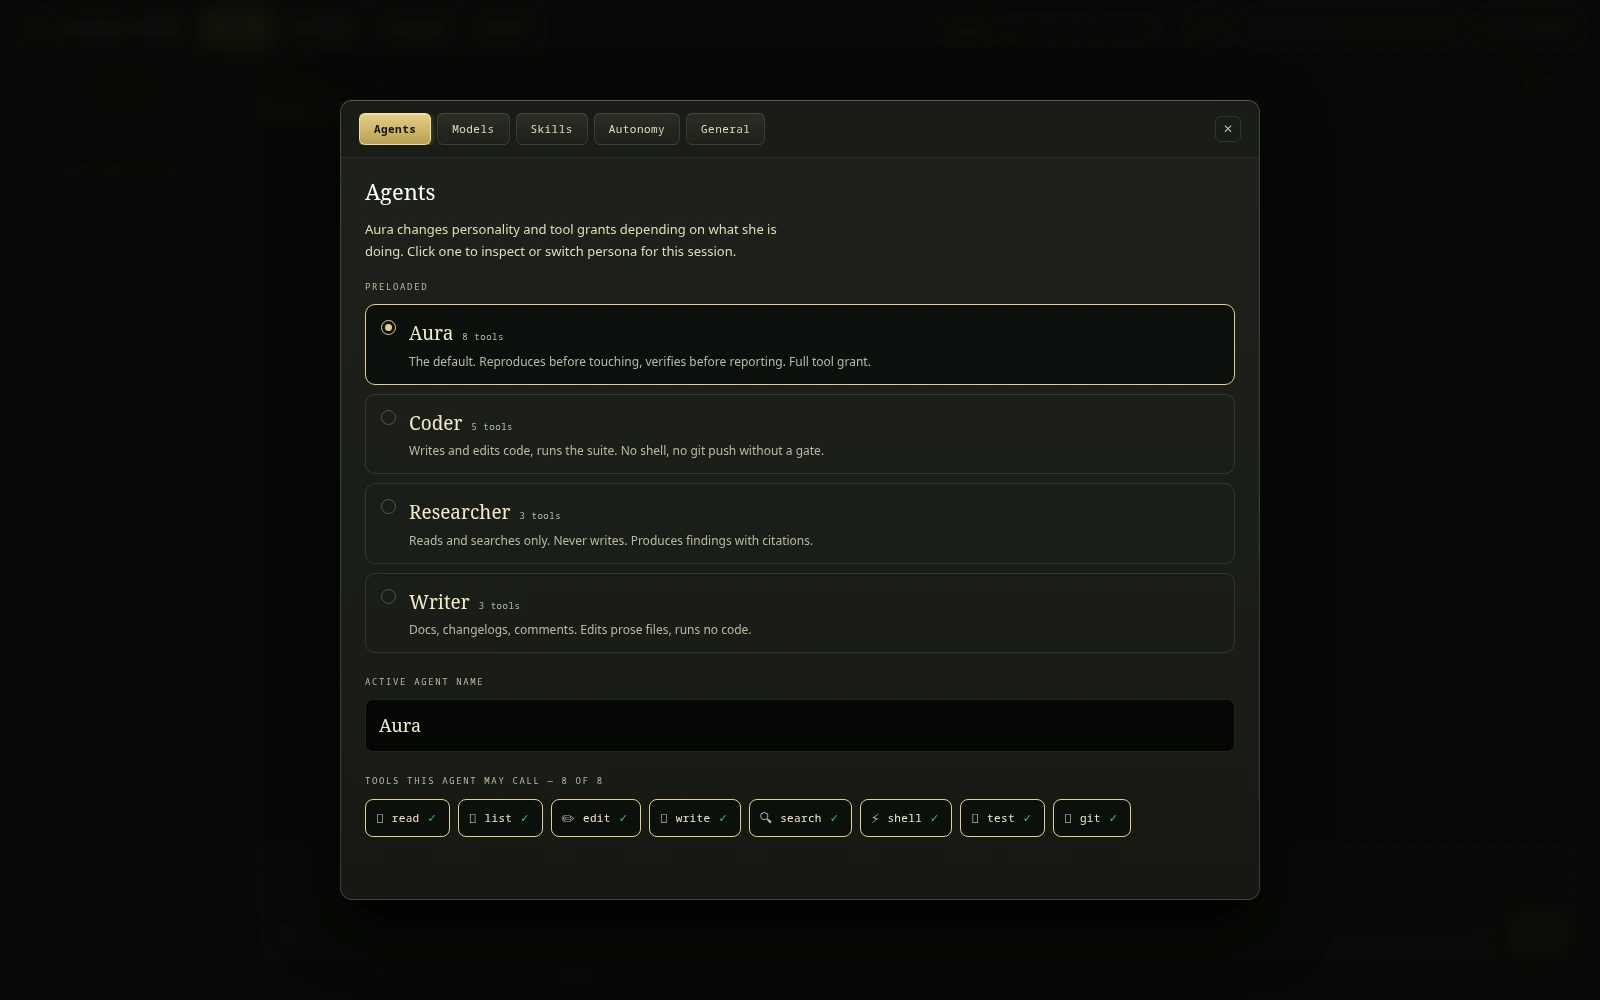 Agents
Models
Skills
Autonomy
General
✕
Agents
Aura changes personality and tool grants depending on what she is
doing. Click one to inspect or switch persona for this session.
PRELOADED
Aura 8 tools
The default. Reproduces before touching, verifies before reporting. Full tool grant.
Coder 5 tools
Writes and edits code, runs the suite. No shell, no git push without a gate.
Researcher 3 tools
Reads and searches only. Never writes. Produces findings with citations.
Writer 3 tools
Docs, changelogs, comments. Edits prose files, runs no code.
ACTIVE AGENT NAME
Aura
TOOLS THIS AGENT MAY CALL — 8 OF 8
read ✓ list ✓ edit ✓ write ✓ search ✓ shell ✓ test ✓ git ✓